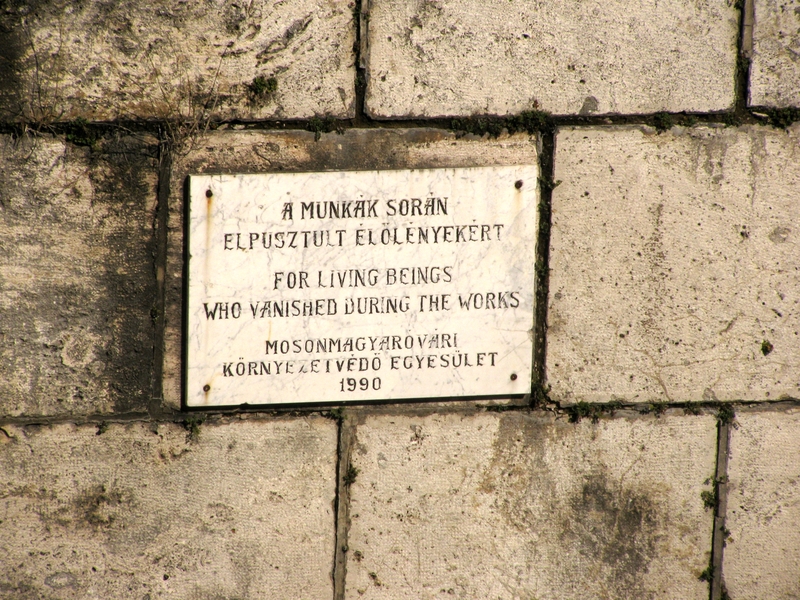 A MUNKÁK SORÁN
ELPUSZTULT ÉLŐLÉNYEKÉRT
FOR LIVING BEINGS
WHO VANISHED DURING THE WORKS
MOSONMAGYARÓVÁRI
KÖRNYEZETVÉDŐ EGYESÜLET
1990